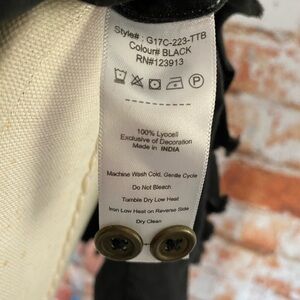 Style# : G17C-223-TTB
Colour# BLACK
RN#123913
100% Lyocell
Exclusive of Decoration
Made in INDIA
Machine Wash Cold, Gentle Cycle
Do Not Bleach
Tumble Dry Low Heat
Iron Low Heat on Reverse Side
Dry Clean